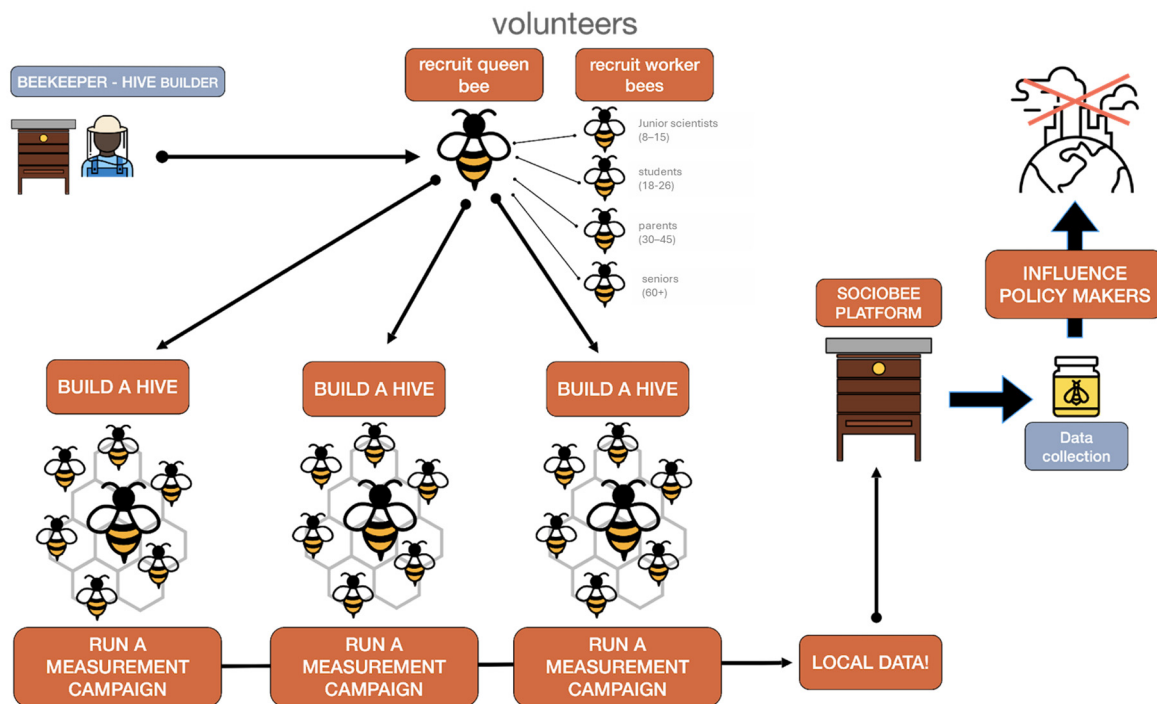 volunteers
BEEKEEPER - HIVE BUILDER
recruit queen
bee
recruit worker
bees
Junior scientists
(8–15)
students
(18-26)
parents
(30–45)
seniors
(60+)
INFLUENCE
POLICY MAKERS
SOCIOBEE
PLATFORM
Data
collection
BUILD A HIVE
BUILD A HIVE
BUILD A HIVE
RUN A
MEASUREMENT
CAMPAIGN
RUN A
MEASUREMENT
CAMPAIGN
RUN A
MEASUREMENT
CAMPAIGN
LOCAL DATA!